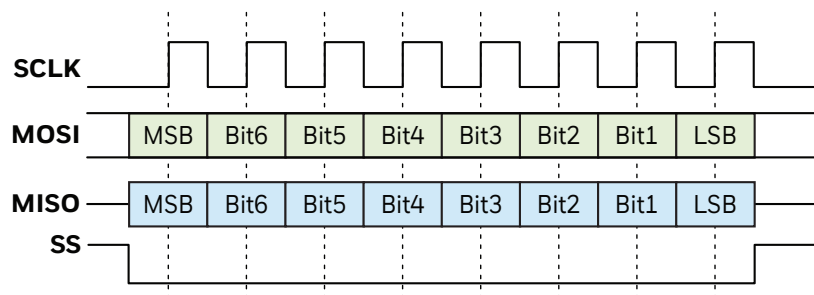 SCLK
MOSI MSB Bit6 Bit5 Bit4 Bit3 Bit2 Bit1 LSB
MISO MSB Bit6 Bit5 Bit4 Bit3 Bit2 Bit1 LSB
SS